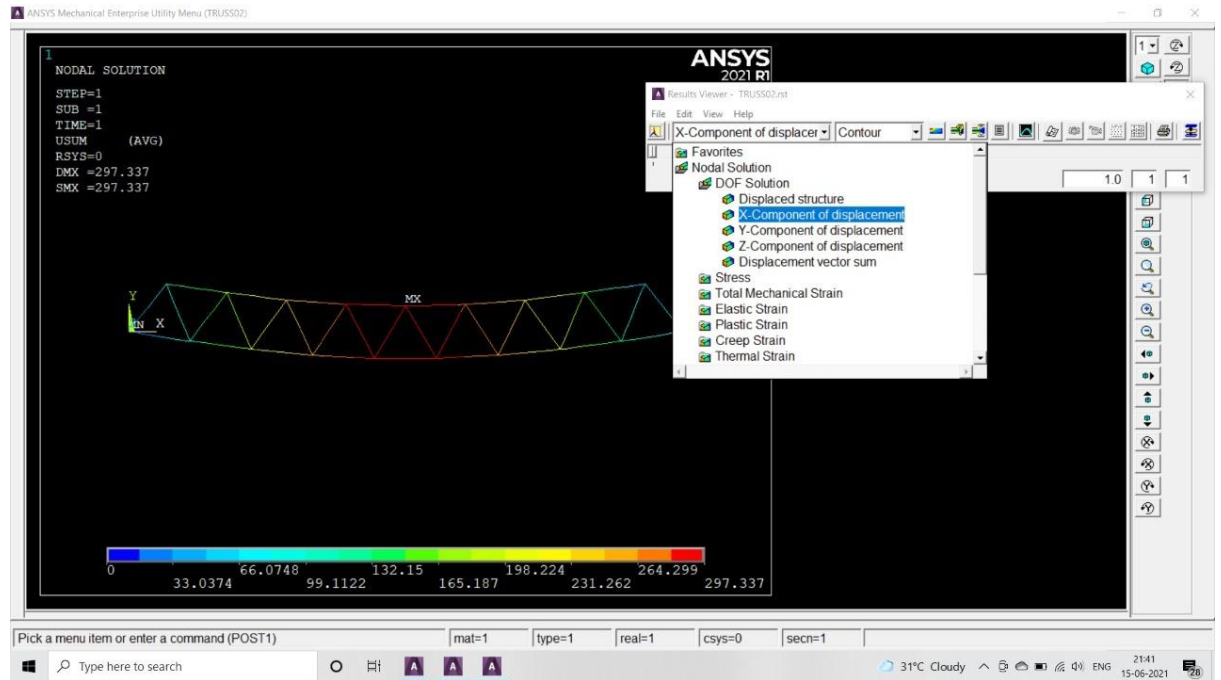 ANSYS Mechanical Enterprise Utility Menu (TRUSS02)
1
NODAL SOLUTION
STEP=1
SUB =1
TIME=1
USUM (AVG)
RSYS=0
DMX =297.337
SMX =297.337
ANSYS
2021 R1
Results Viewer - TRUSS02.rst
File Edit View Help
X-Component of displacer Contour
Favorites
Nodal Solution
DOF Solution
Displaced structure
X-Component of displacement
Y-Component of displacement
Z-Component of displacement
Displacement vector sum
Stress
Total Mechanical Strain
Elastic Strain
Plastic Strain
Creep Strain
Thermal Strain
1.0 1 1
1
Y
MN X
MX
0 66.0748 132.15 198.224 264.299
33.0374 99.1122 165.187 231.262 297.337
Pick a menu item or enter a command (POST1) mat=1 type=1 real=1 csys=0 secn=1
Type here to search 31°C Cloudy ENG 21:41
15-06-2021 28